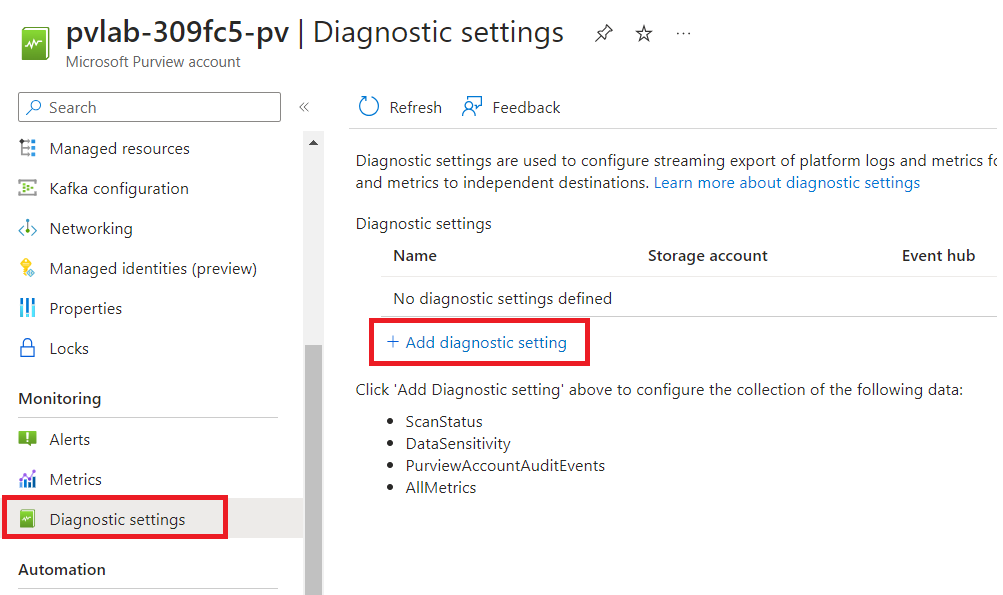 pvlab-309fc5-pv | Diagnostic settings ...
Microsoft Purview account
Search
«
Managed resources
Kafka configuration
Networking
Managed identities (preview)
Properties
Locks
Monitoring
Alerts
Metrics
Diagnostic settings
Automation
Refresh Feedback
Diagnostic settings are used to configure streaming export of platform logs and metrics
and metrics to independent destinations. Learn more about diagnostic settings
Diagnostic settings
Name Storage account Event hub
No diagnostic settings defined
+ Add diagnostic setting
Click 'Add Diagnostic setting' above to configure the collection of the following data:
• ScanStatus
• DataSensitivity
• PurviewAccountAuditEvents
• AllMetrics